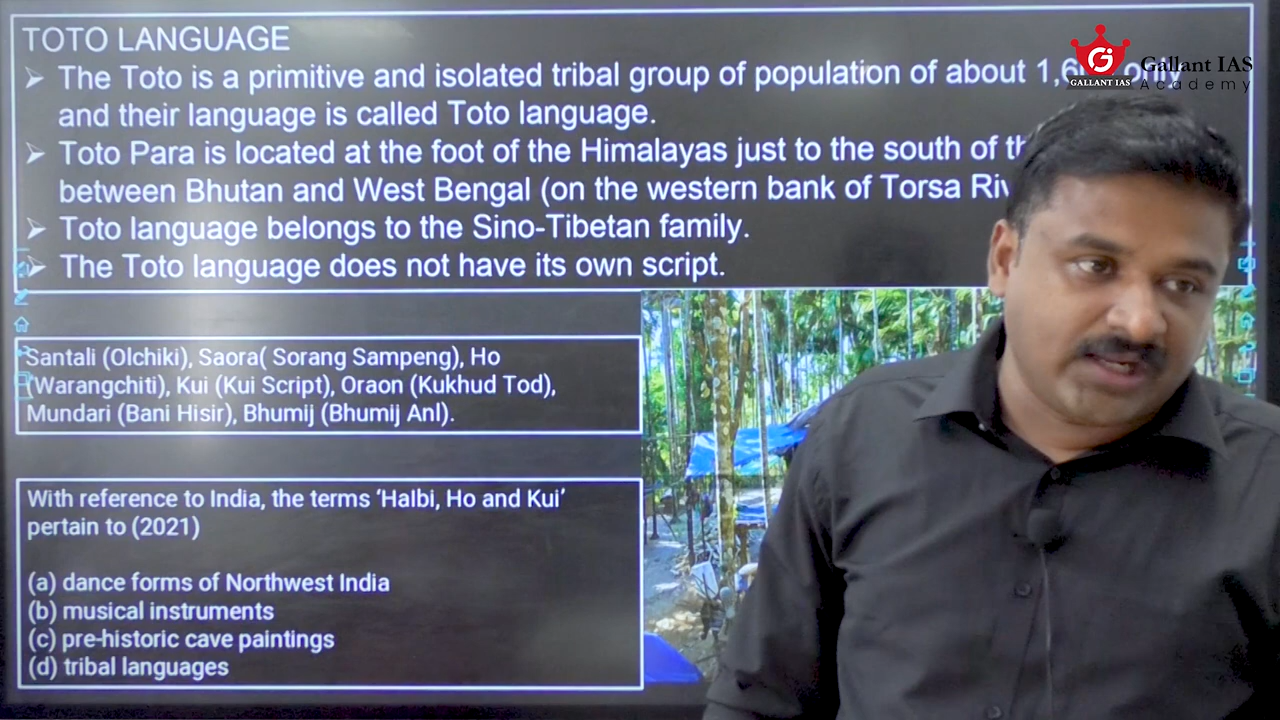 TOTO LANGUAGE
➢ The Toto is a primitive and isolated tribal group of population of about
and their language is called Toto language.
➢ Toto Para is located at the foot of the Himalayas just to the south of
between Bhutan and West Bengal (on the western bank of Torsa
➢ Toto language belongs to the Sino-Tibetan family.
➢ The Toto language does not have its own script.
Santali (Olchiki), Saora( Sorang Sampeng), Ho
(Warangchiti), Kui (Kui Script), Oraon (Kukhud Tod),
Mundari (Bani Hisir), Bhumij (Bhumij Anl).
With reference to India, the terms ‘Halbi, Ho and Kui’
pertain to (2021)
(a) dance forms of Northwest India
(b) musical instruments
(c) pre-historic cave paintings
(d) tribal languages
Gallant IAS
Academy
GALLANT IAS